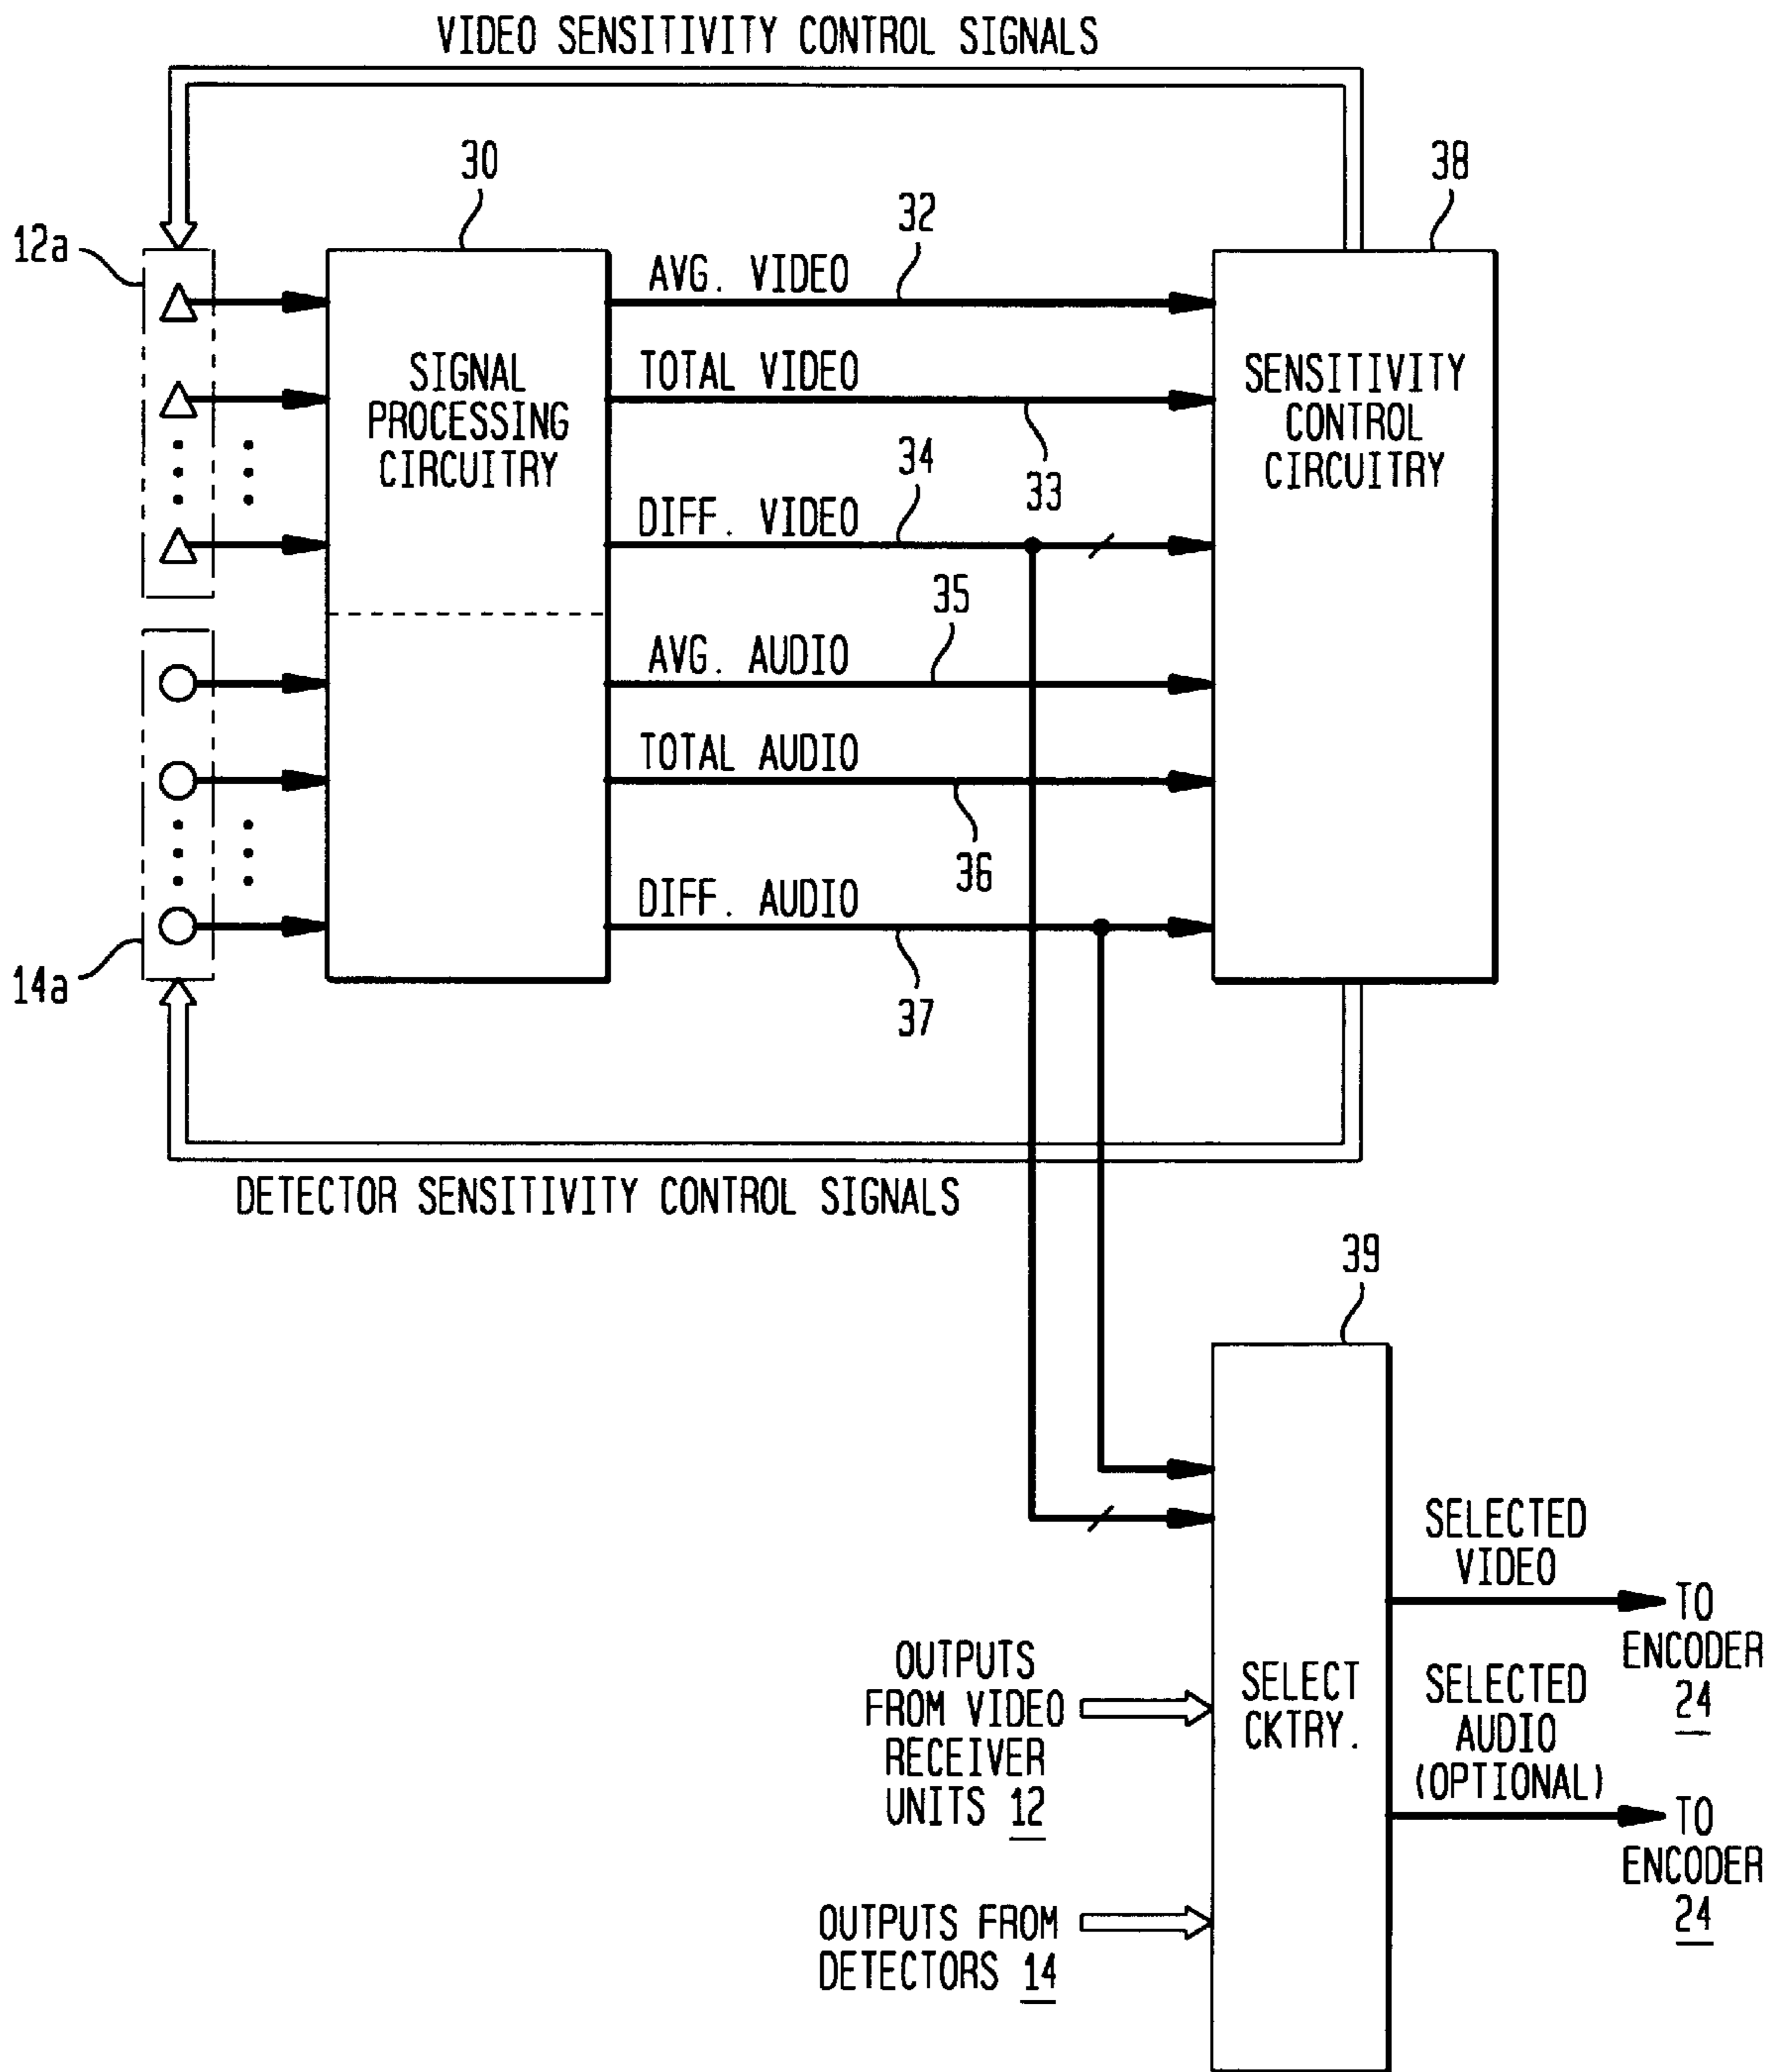 VIDEO SENSITIVITY CONTROL SIGNALS
30
38
32
12a
AVG. VIDEO
SIGNAL
PROCESSING
CIRCUITRY
TOTAL VIDEO
SENSITIVITY
CONTROL
CIRCUITRY
33
34
DIFF. VIDEO
35
AVG. AUDIO
TOTAL AUDIO
36
DIFF. AUDIO
14a
37
DETECTOR SENSITIVITY CONTROL SIGNALS
39
SELECTED
VIDEO
TO
ENCODER
24
OUTPUTS
FROM VIDEO
RECEIVER
UNITS 12
SELECT
CKTRY.
SELECTED
AUDIO
(OPTIONAL)
TO
ENCODER
24
OUTPUTS FROM
DETECTORS 14